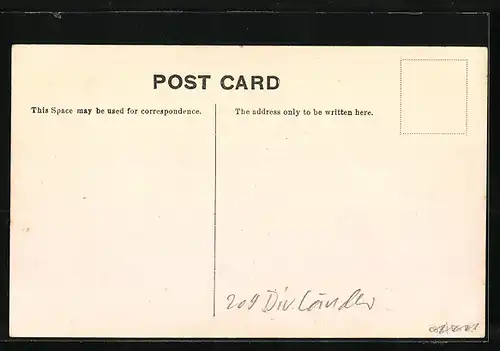 POST CARD
This Space may be used for correspondence.
The address only to be written here.
209 Div. Länder